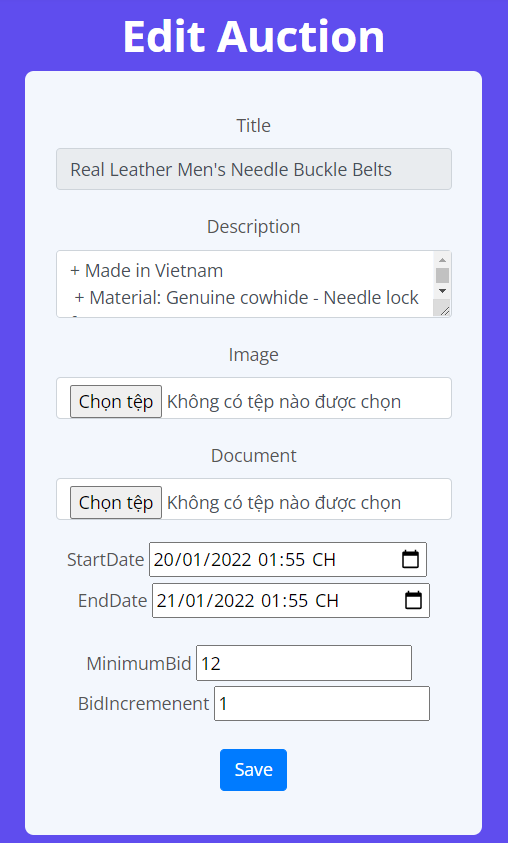 Edit Auction
Title
Real Leather Men's Needle Buckle Belts
Description
+ Made in Vietnam
+ Material: Genuine cowhide - Needle lock
Image
Chọn tệp Không có tệp nào được chọn
Document
Chọn tệp Không có tệp nào được chọn
StartDate 20/01/2022 01:55 CH
EndDate 21/01/2022 01:55 CH
MinimumBid 12
BidIncremenent 1
Save